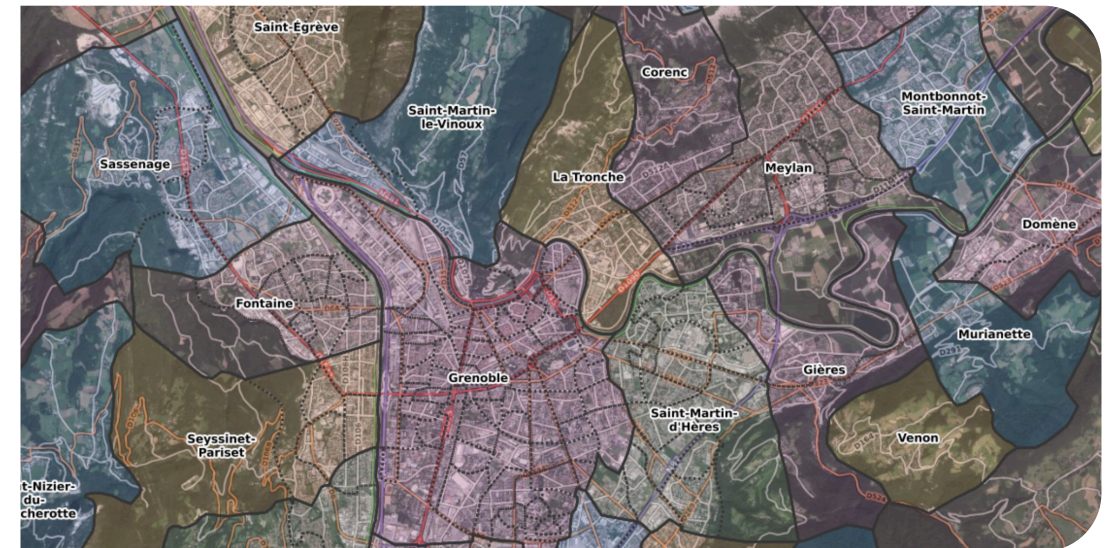 Saint-Égrève
Saint-Martin-
le-Vinoux
Corenc
Montbonnot-
Saint-Martin
Sassenage
La Tronche
Meylan
Domène
Fontaine
Murianette
Grenoble
Gières
Saint-Martin-
d'Hères
Seyssinet-
Pariset
Venon
t-Nizier-
du-
cherotte
D524